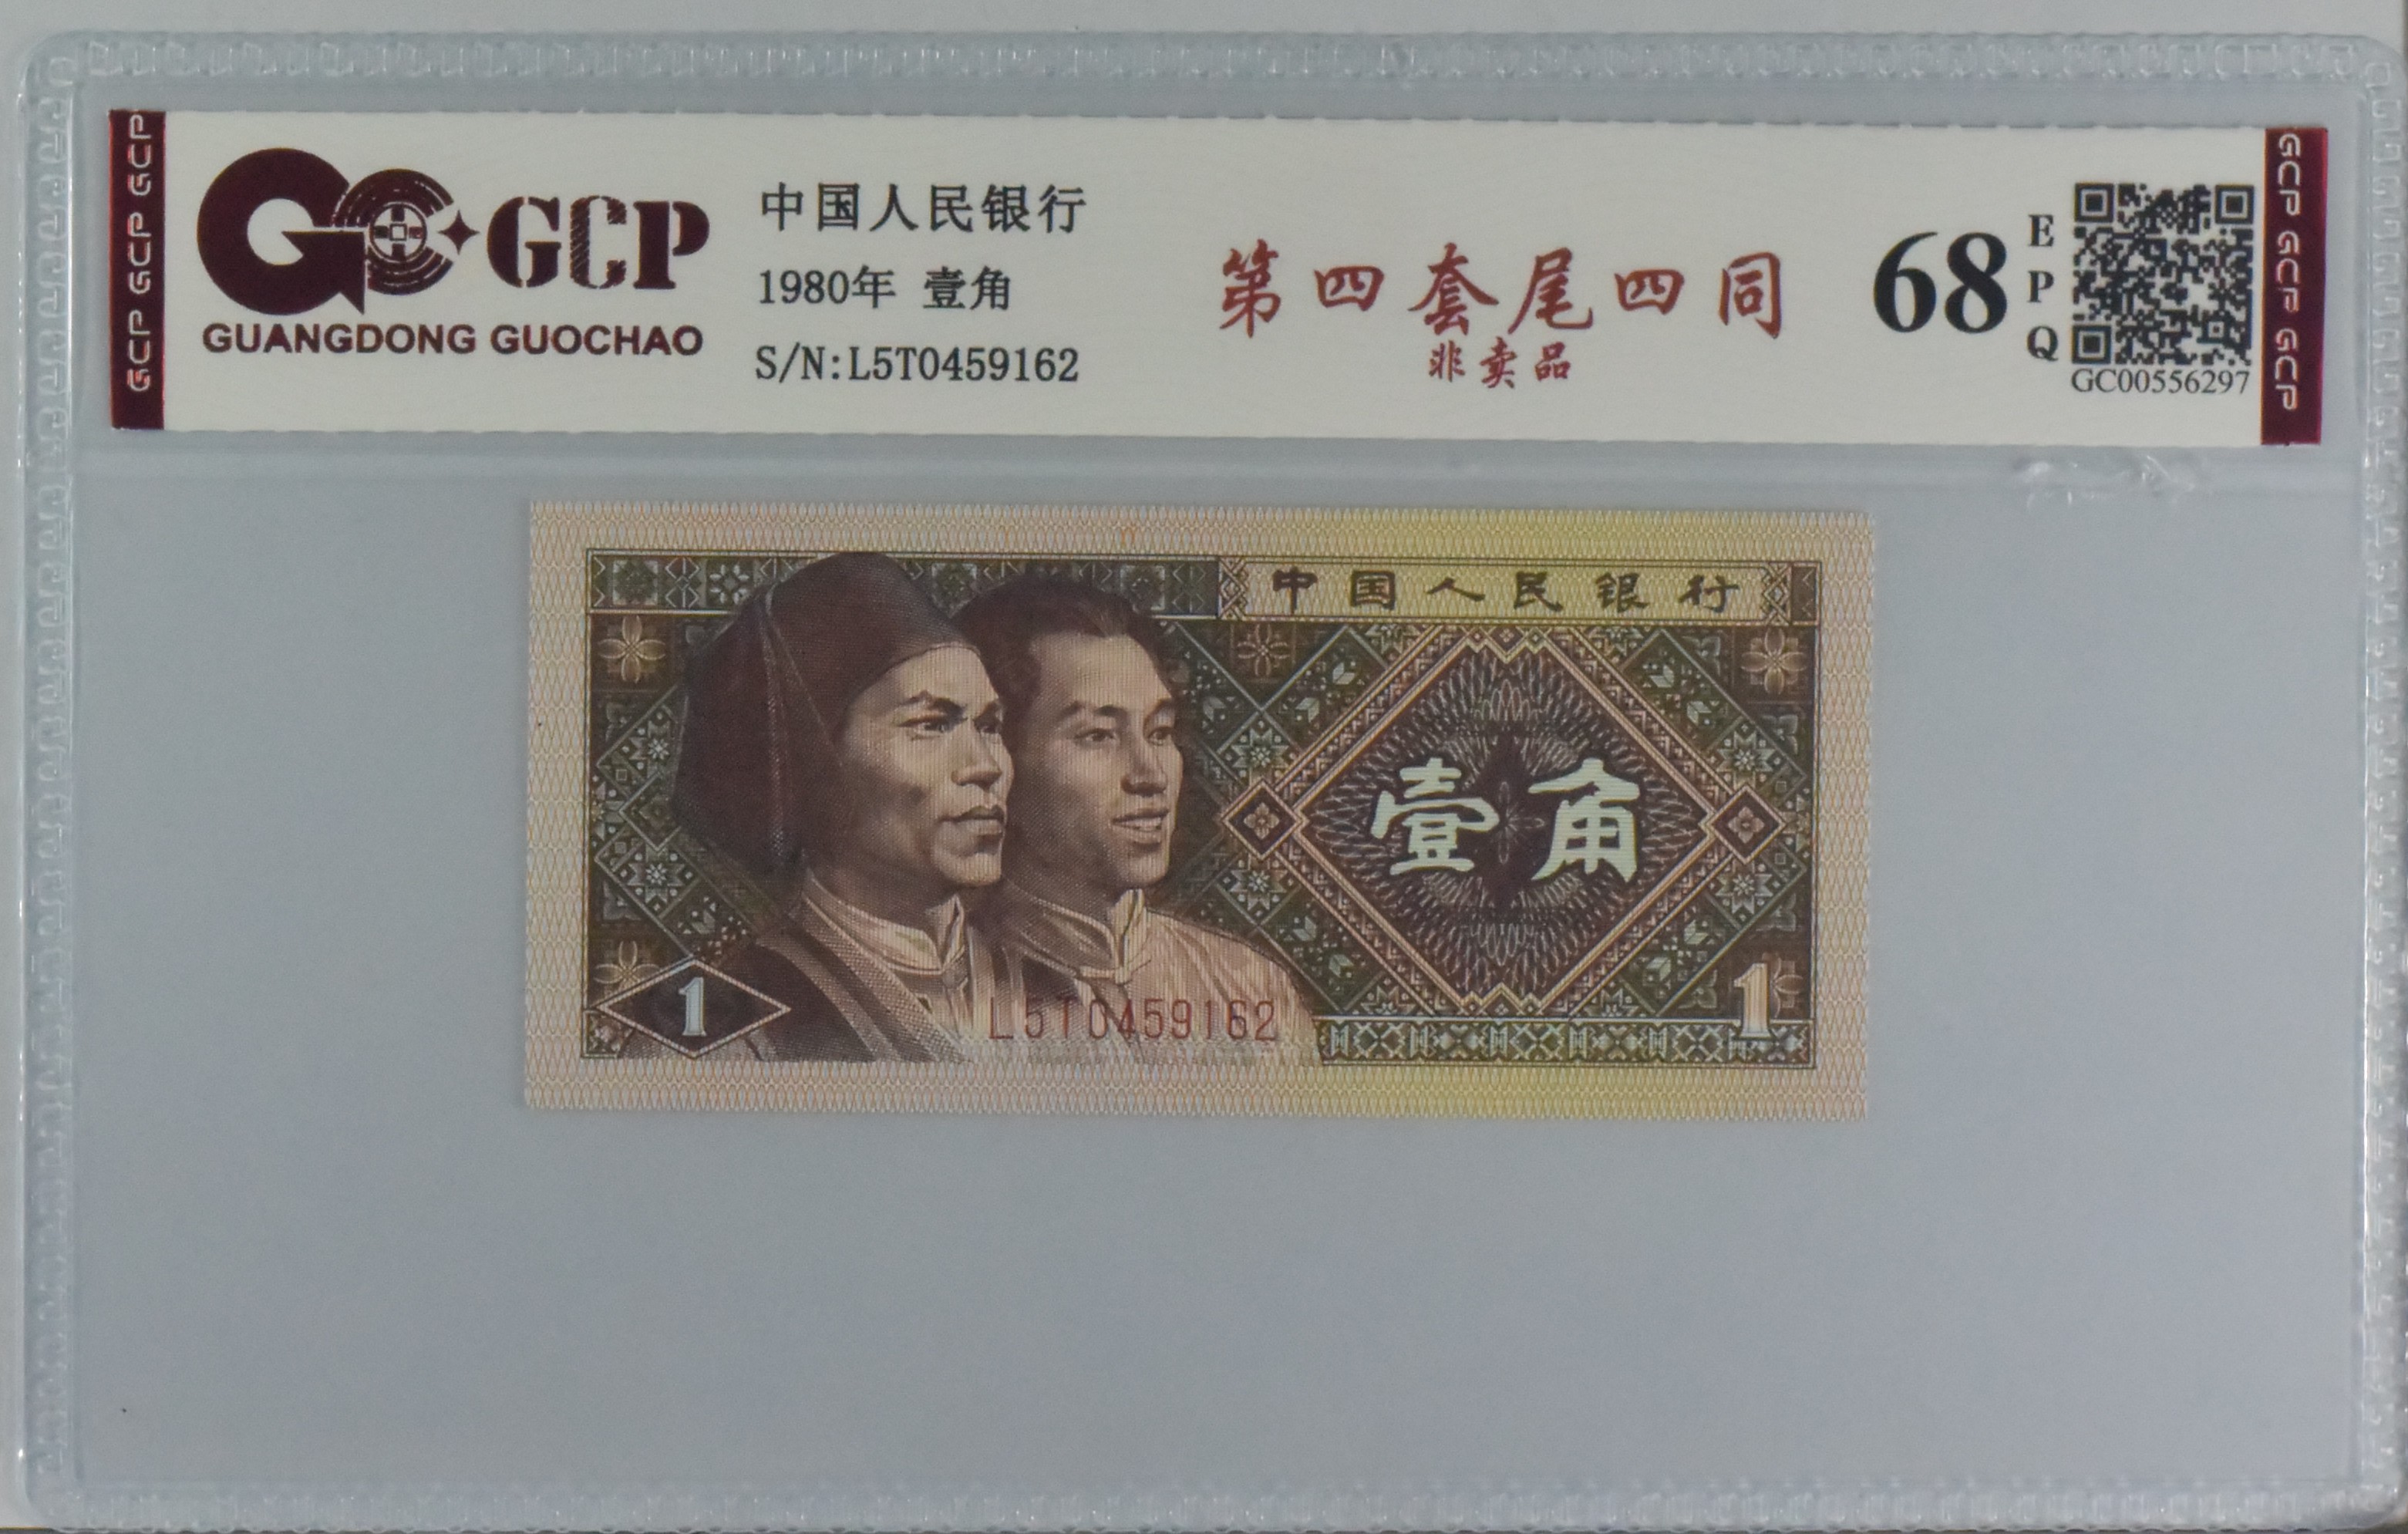 GCP GCP GCP
GCP
GUANGDONG GUOCHAO
中国人民银行
1980年 壹角
S/N:L5T0459162
第四套尾四同
非卖品
68
EPQ
GC00556297
GCP GCP GCP
中国人民银行
壹角
1
L5T0459162
1